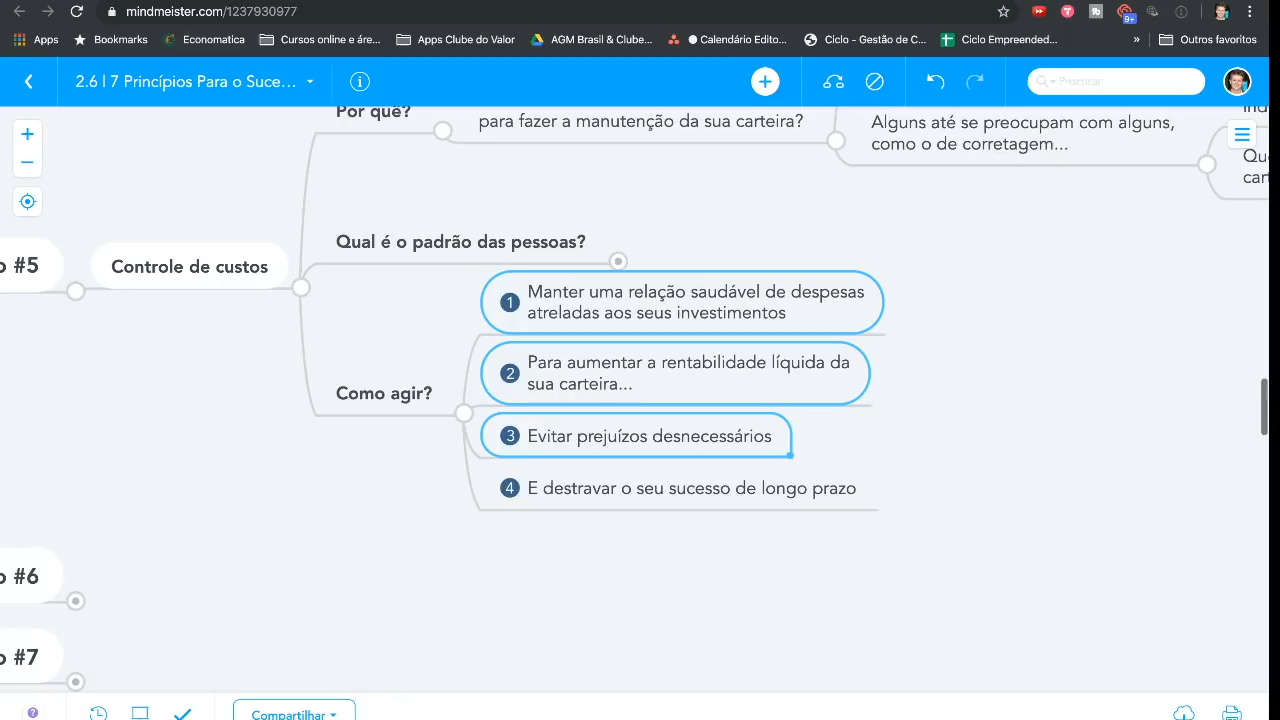 mindmeister.com/1237930977
9+
Apps
Bookmarks
Economatica
Cursos online e áre...
Apps Clube do Valor
AGM Brasil & Clube...
Calendário Edito...
Ciclo - Gestão de C...
Ciclo Empreended...
»
Outros favoritos
2.6 | 7 Princípios Para o Suce...
Procurar
Por quê?
para fazer a manutenção da sua carteira?
Alguns até se preocupam com alguns,
como o de corretagem...
Qual é o padrão das pessoas?
o #5
Controle de custos
1 Manter uma relação saudável de despesas
atreladas aos seus investimentos
2 Para aumentar a rentabilidade líquida da
sua carteira...
Como agir?
3 Evitar prejuízos desnecessários
4 E destravar o seu sucesso de longo prazo
o #6
o #7
?
Compartilhar